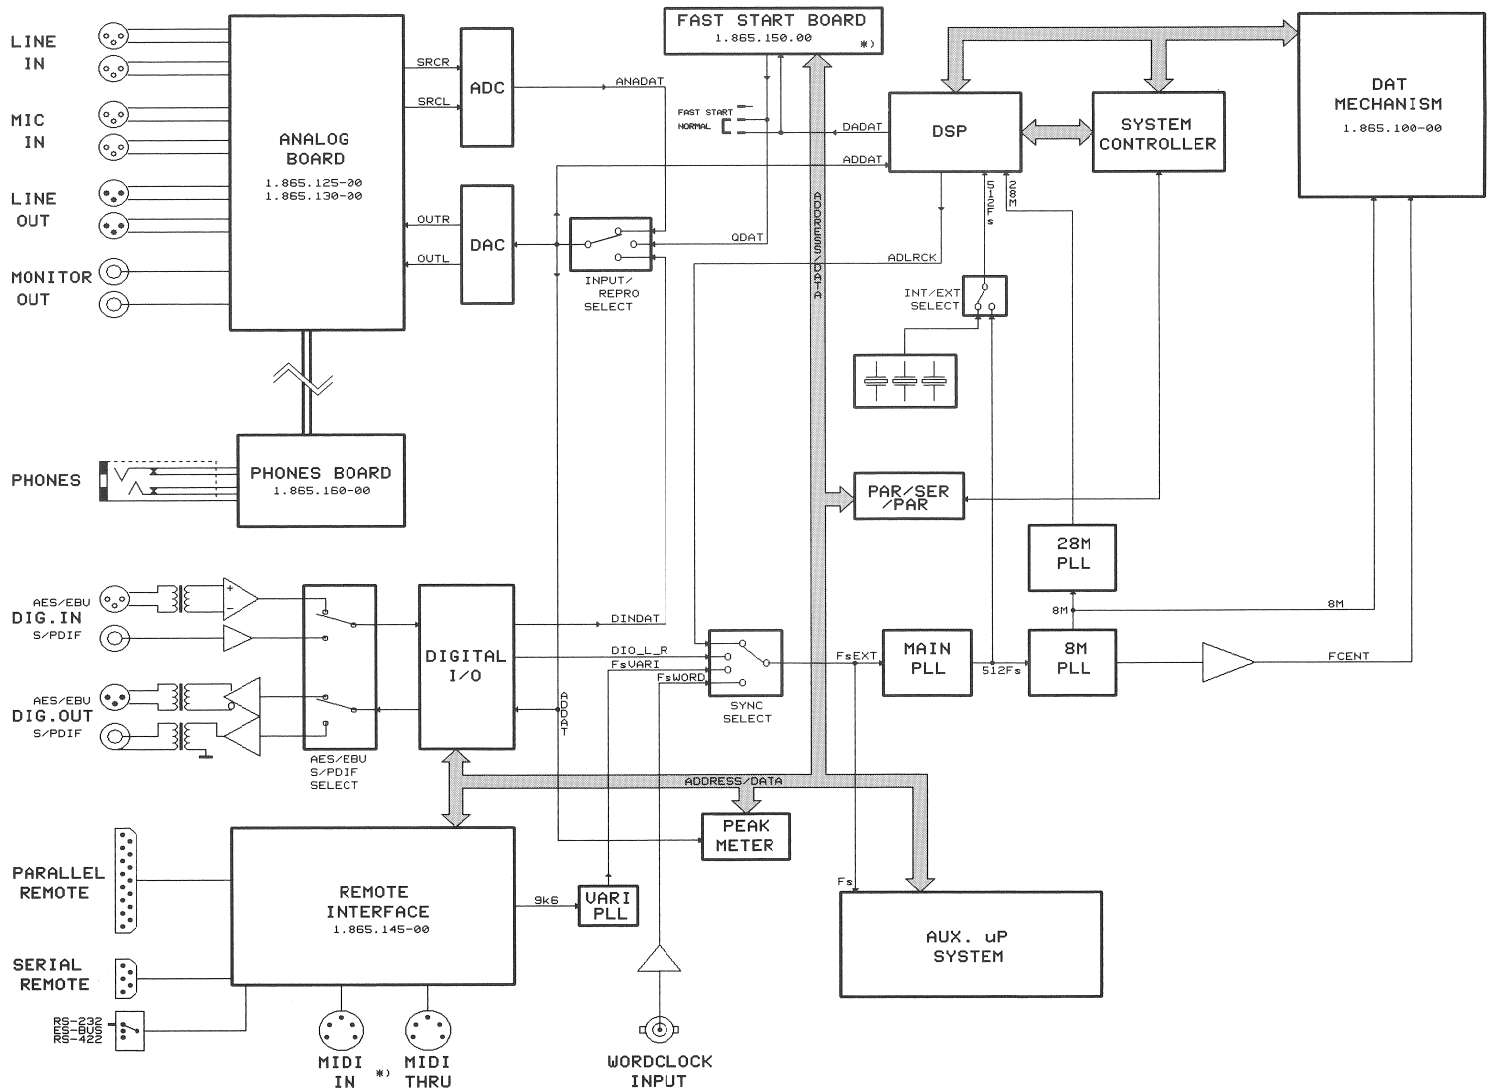 LINE
IN
MIC
IN
LINE
OUT
MONITOR
OUT
ANALOG
BOARD
1.865.125-00
1.865.130-00
SRCR
SRCL
ADC
OUTR
OUTL
DAC
ANADAT
FAST START BOARD
1.865.150.00
*)
FAST START
NORMAL
DADAT
ADDAT
QDAT
ADLRCK
INPUT/
REPRO
SELECT
ADDRESS/DATA
DSP
512Fs
28M
SYSTEM
CONTROLLER
DAT
MECHANISM
1.865.100-00
INT/EXT
SELECT
PHONES
PHONES BOARD
1.865.160-00
PAR/SER
/PAR
28M
PLL
8M
8M
AES/EBU
DIG.IN
S/PDIF
AES/EBU
DIG.OUT
S/PDIF
AES/EBU
S/PDIF
SELECT
DIGITAL
I/O
DINDAT
DIO_L_R
FsVARI
FsWORD
ADDAT
SYNC
SELECT
FsEXT
MAIN
PLL
512Fs
8M
PLL
FCENT
ADDRESS/DATA
PEAK
METER
PARALLEL
REMOTE
REMOTE
INTERFACE
1.865.145-00
9k6
VARI
PLL
Fs
AUX. uP
SYSTEM
SERIAL
REMOTE
RS-232
ES-BUS
RS-422
MIDI
IN *)
MIDI
THRU
WORDCLOCK
INPUT